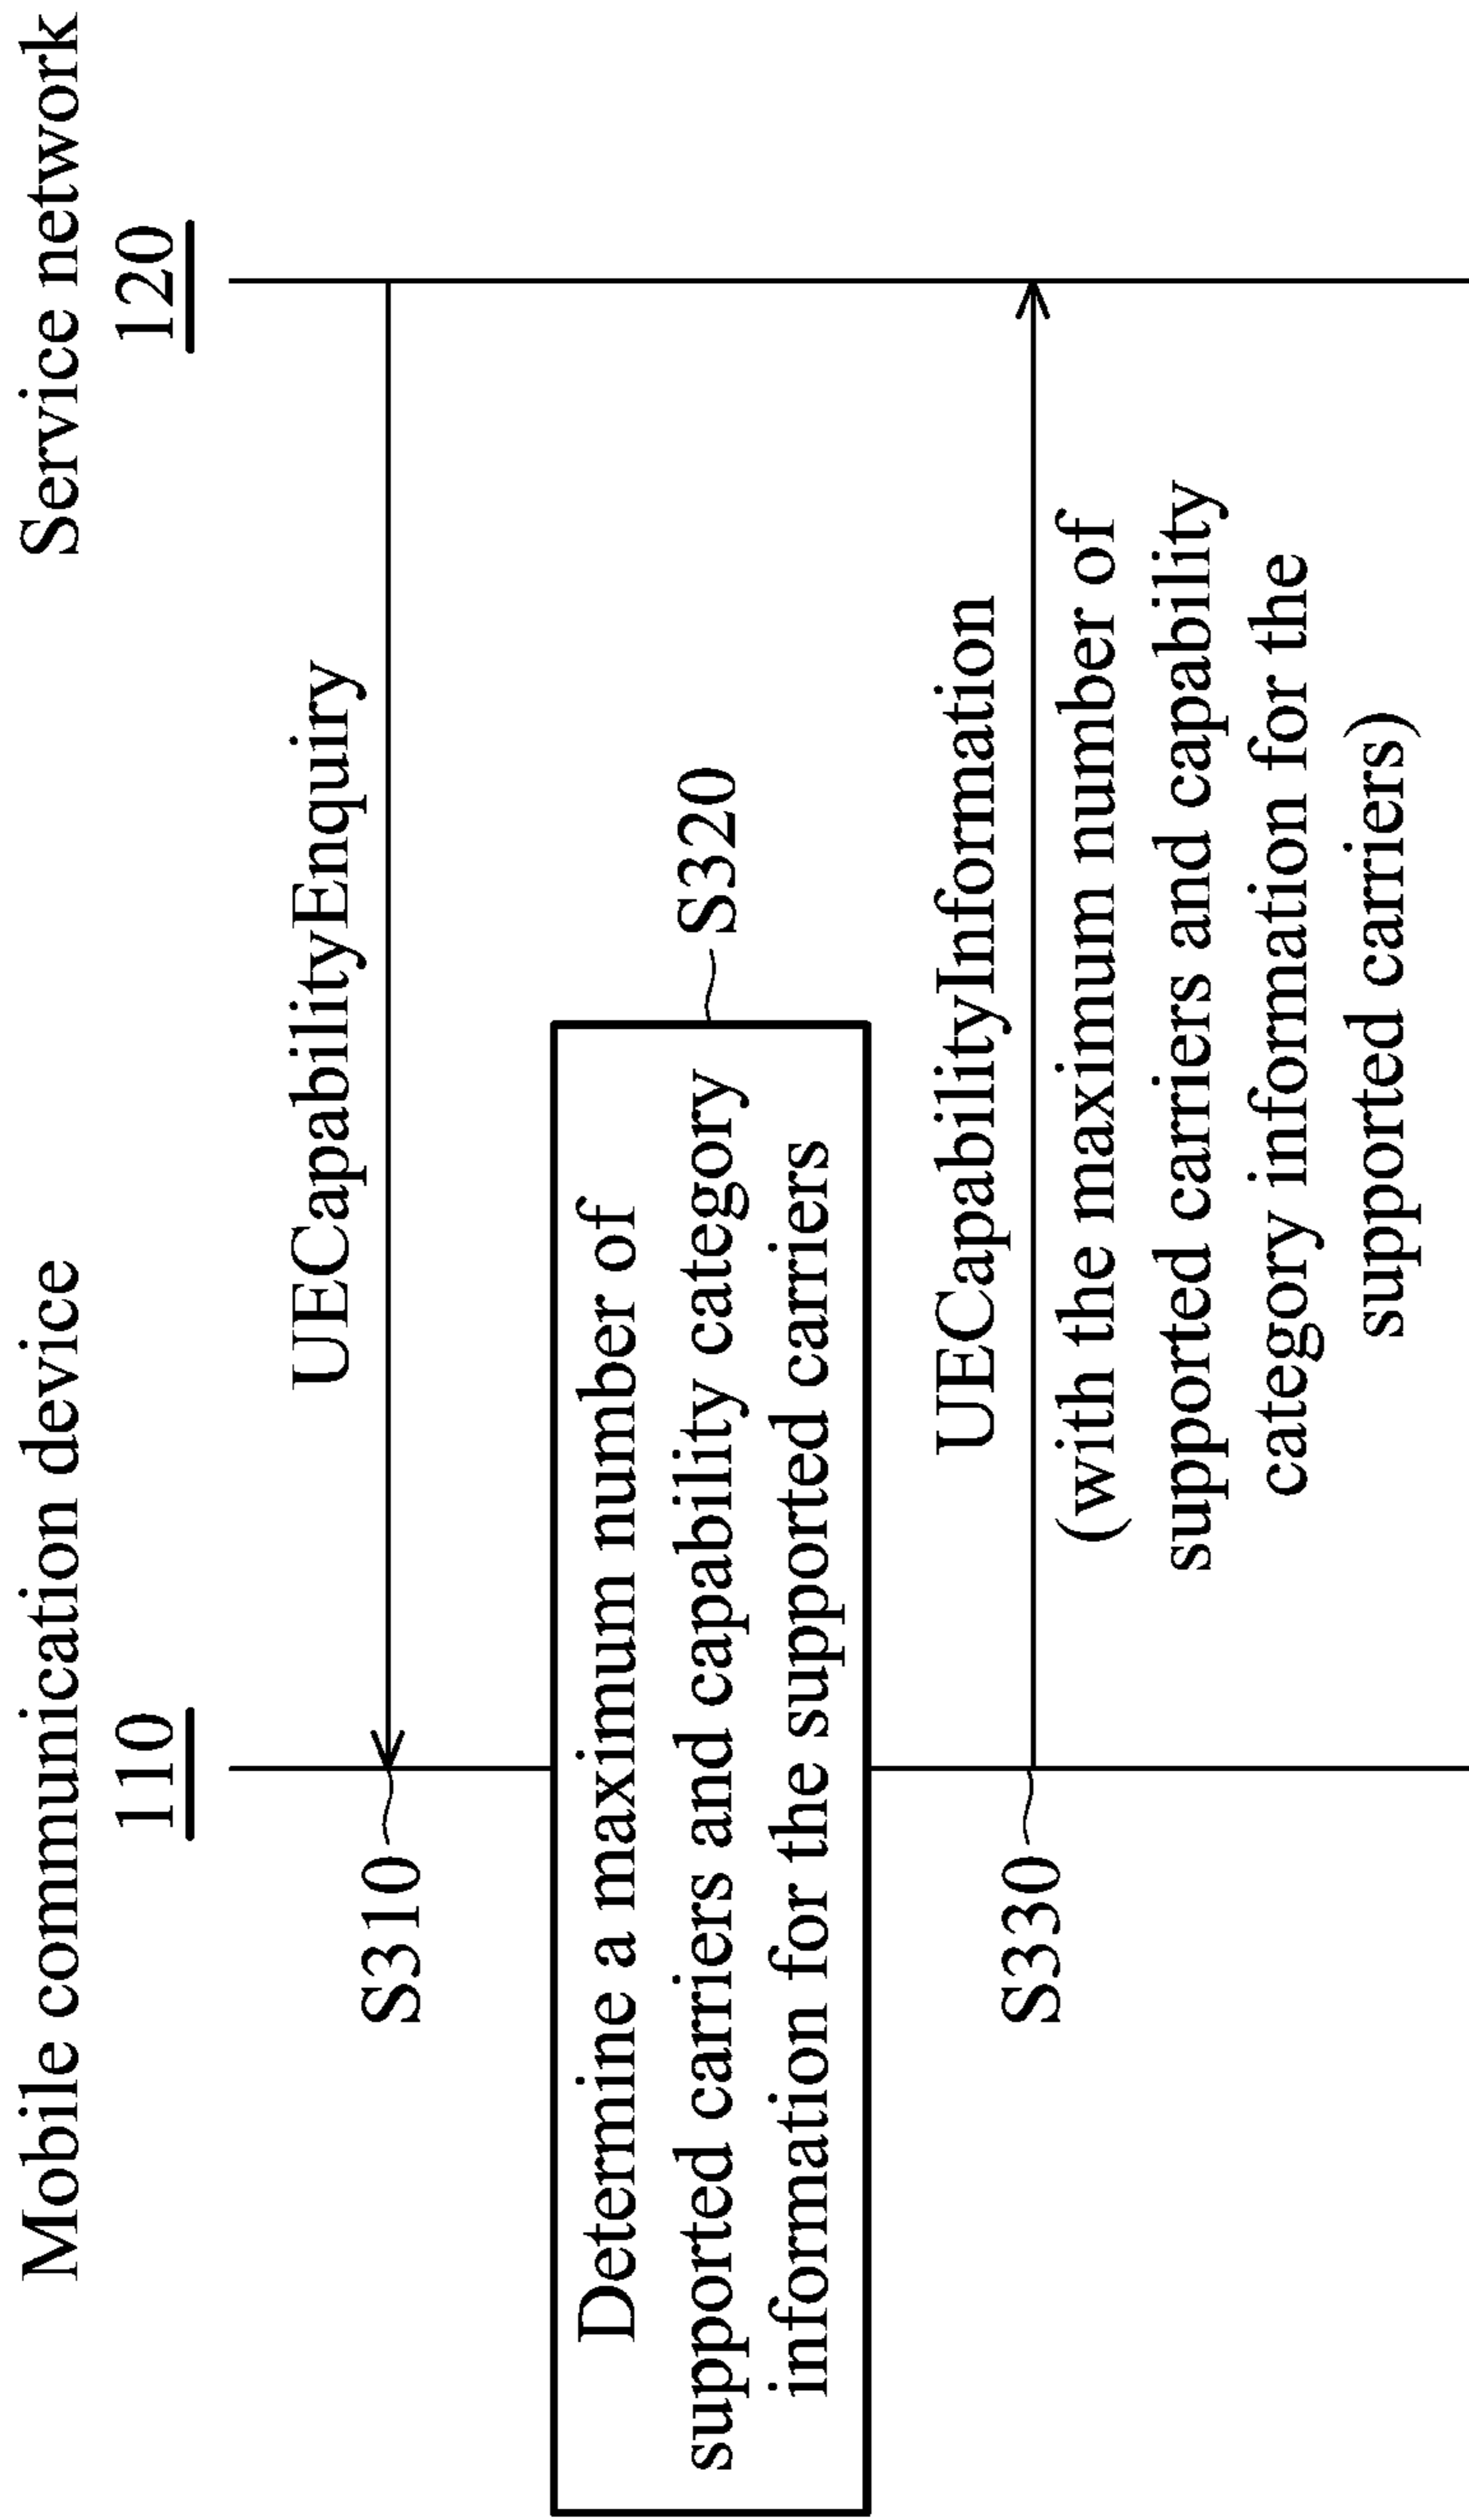 Mobile communication device
Service network
110
120
UECapabilityEnquiry
S310
Determine a maximum number of
supported carriers and capability category
information for the supported carriers
S320
UECapabilityInformation
S330
(with the maximum number of
supported carriers and capability
category information for the
supported carriers)